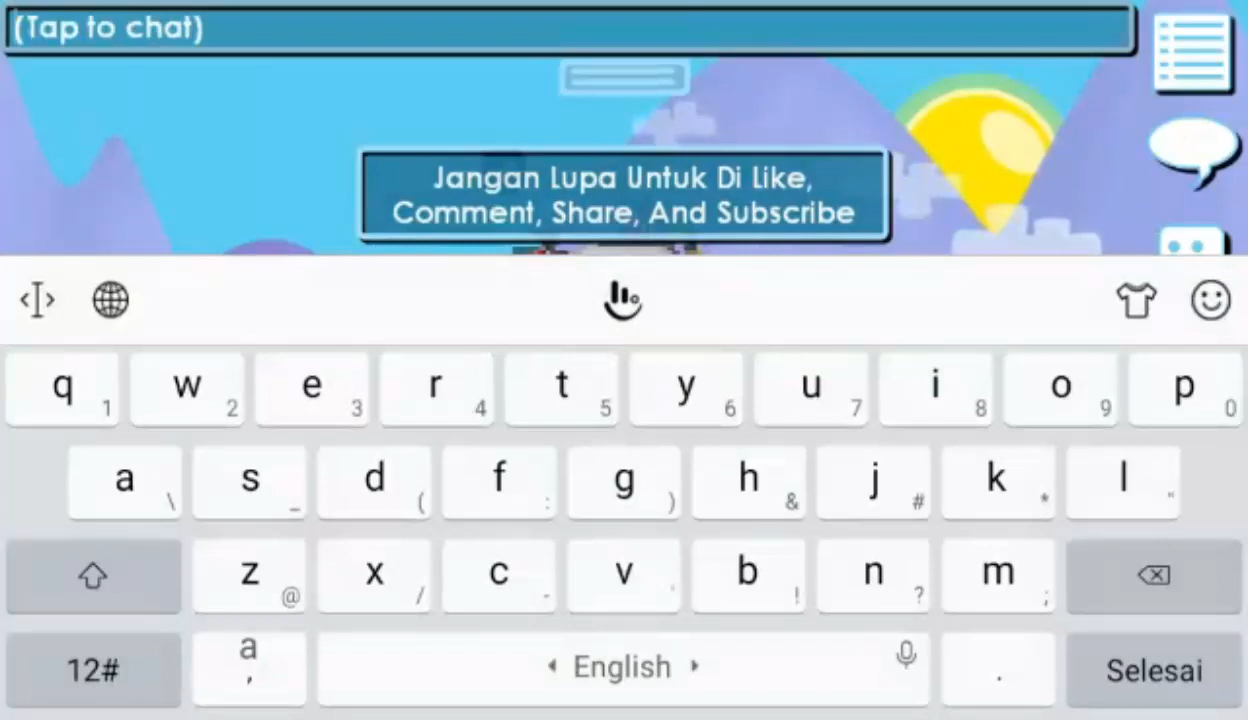 (Tap to chat)
Jangan Lupa Untuk Di Like,
Comment, Share, And Subscribe
q 1 w 2 e 3 r 4 t 5 y 6 u 7 i 8 o 9 p 0
a \ s _ d ( f : g ) h & j # k * l "
z @ x / c - v ' b ! n ? m ;
12# a , English . Selesai